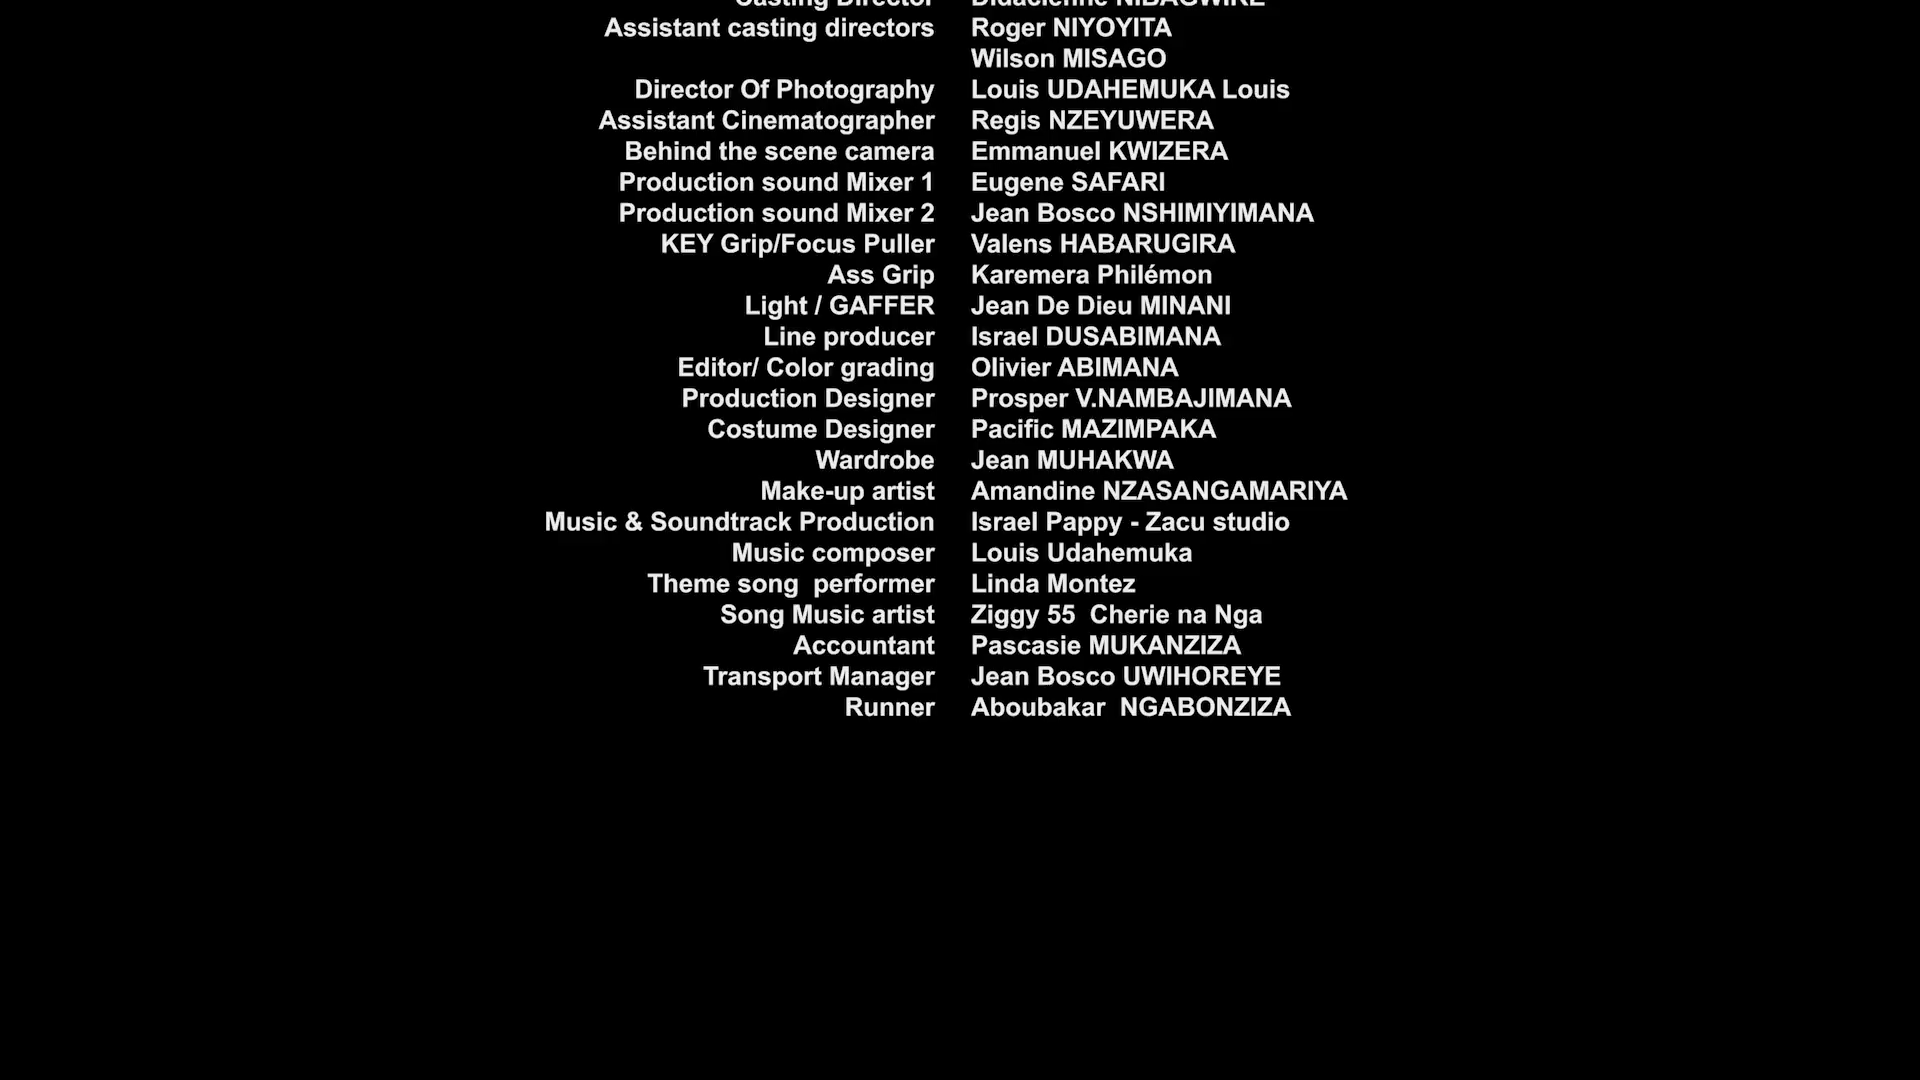 Casting Director Didacienne NIBAGWIRE
Assistant casting directors Roger NIYOYITA
Wilson MISAGO
Director Of Photography Louis UDAHEMUKA Louis
Assistant Cinematographer Regis NZEYUWERA
Behind the scene camera Emmanuel KWIZERA
Production sound Mixer 1 Eugene SAFARI
Production sound Mixer 2 Jean Bosco NSHIMIYIMANA
KEY Grip/Focus Puller Valens HABARUGIRA
Ass Grip Karemera Philémon
Light / GAFFER Jean De Dieu MINANI
Line producer Israel DUSABIMANA
Editor/ Color grading Olivier ABIMANA
Production Designer Prosper V.NAMBAJIMANA
Costume Designer Pacific MAZIMPAKA
Wardrobe Jean MUHAKWA
Make-up artist Amandine NZASANGAMARIYA
Music & Soundtrack Production Israel Pappy - Zacu studio
Music composer Louis Udahemuka
Theme song  performer Linda Montez
Song Music artist Ziggy 55  Cherie na Nga
Accountant Pascasie MUKANZIZA
Transport Manager Jean Bosco UWIHOREYE
Runner Aboubakar  NGABONZIZA